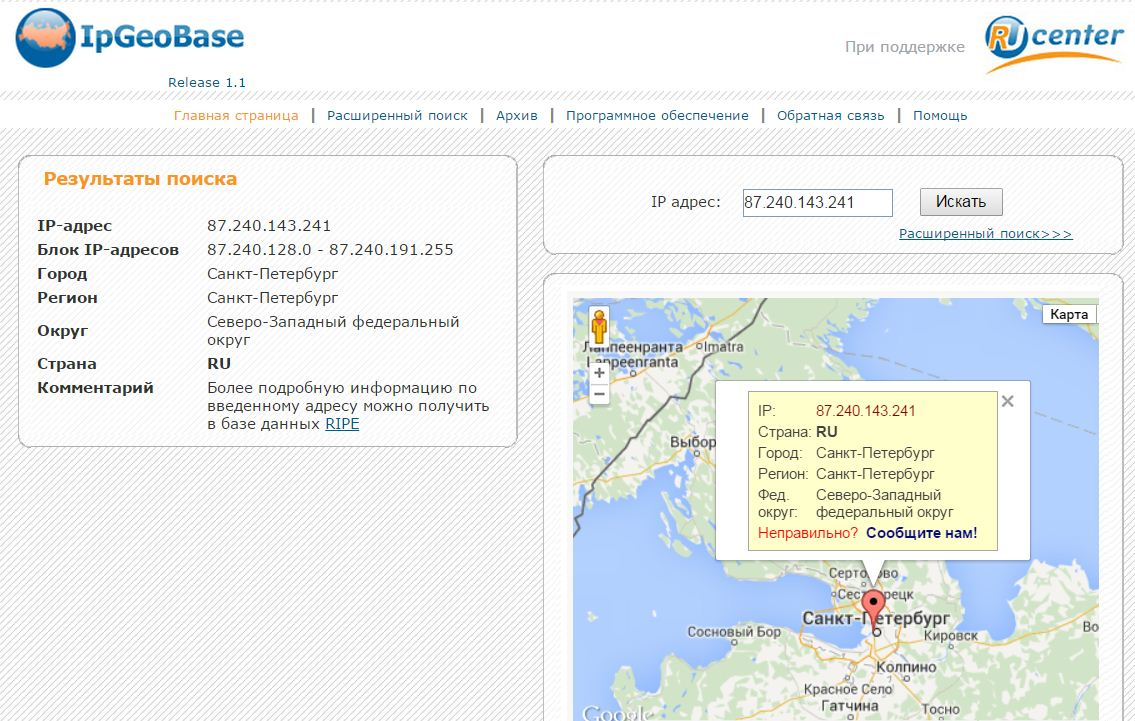 IpGeoBase
Release 1.1
При поддержке
RU center
Главная страница | Расширенный поиск | Архив | Программное обеспечение | Обратная связь | Помощь
Результаты поиска
IP-адрес 87.240.143.241
Блок IP-адресов 87.240.128.0 - 87.240.191.255
Город Санкт-Петербург
Регион Санкт-Петербург
Округ Северо-Западный федеральный
округ
Страна RU
Комментарий Более подробную информацию по
введенному адресу можно получить
в базе данных RIPE
IP адрес: 87.240.143.241 Искать
Расширенный поиск>>>
Карта
Лаппеенранта
Lappeenranta
Imatra
+
−
Выбор
IP: 87.240.143.241
Страна: RU
Город: Санкт-Петербург
Регион: Санкт-Петербург
Фед. Северо-Западный
округ: федеральный округ
Неправильно? Сообщите нам!
Санкт-Петербург
Сосновый Бор
Кировск
Во
Колпино
Красное Село
Гатчина
Тосно
Google